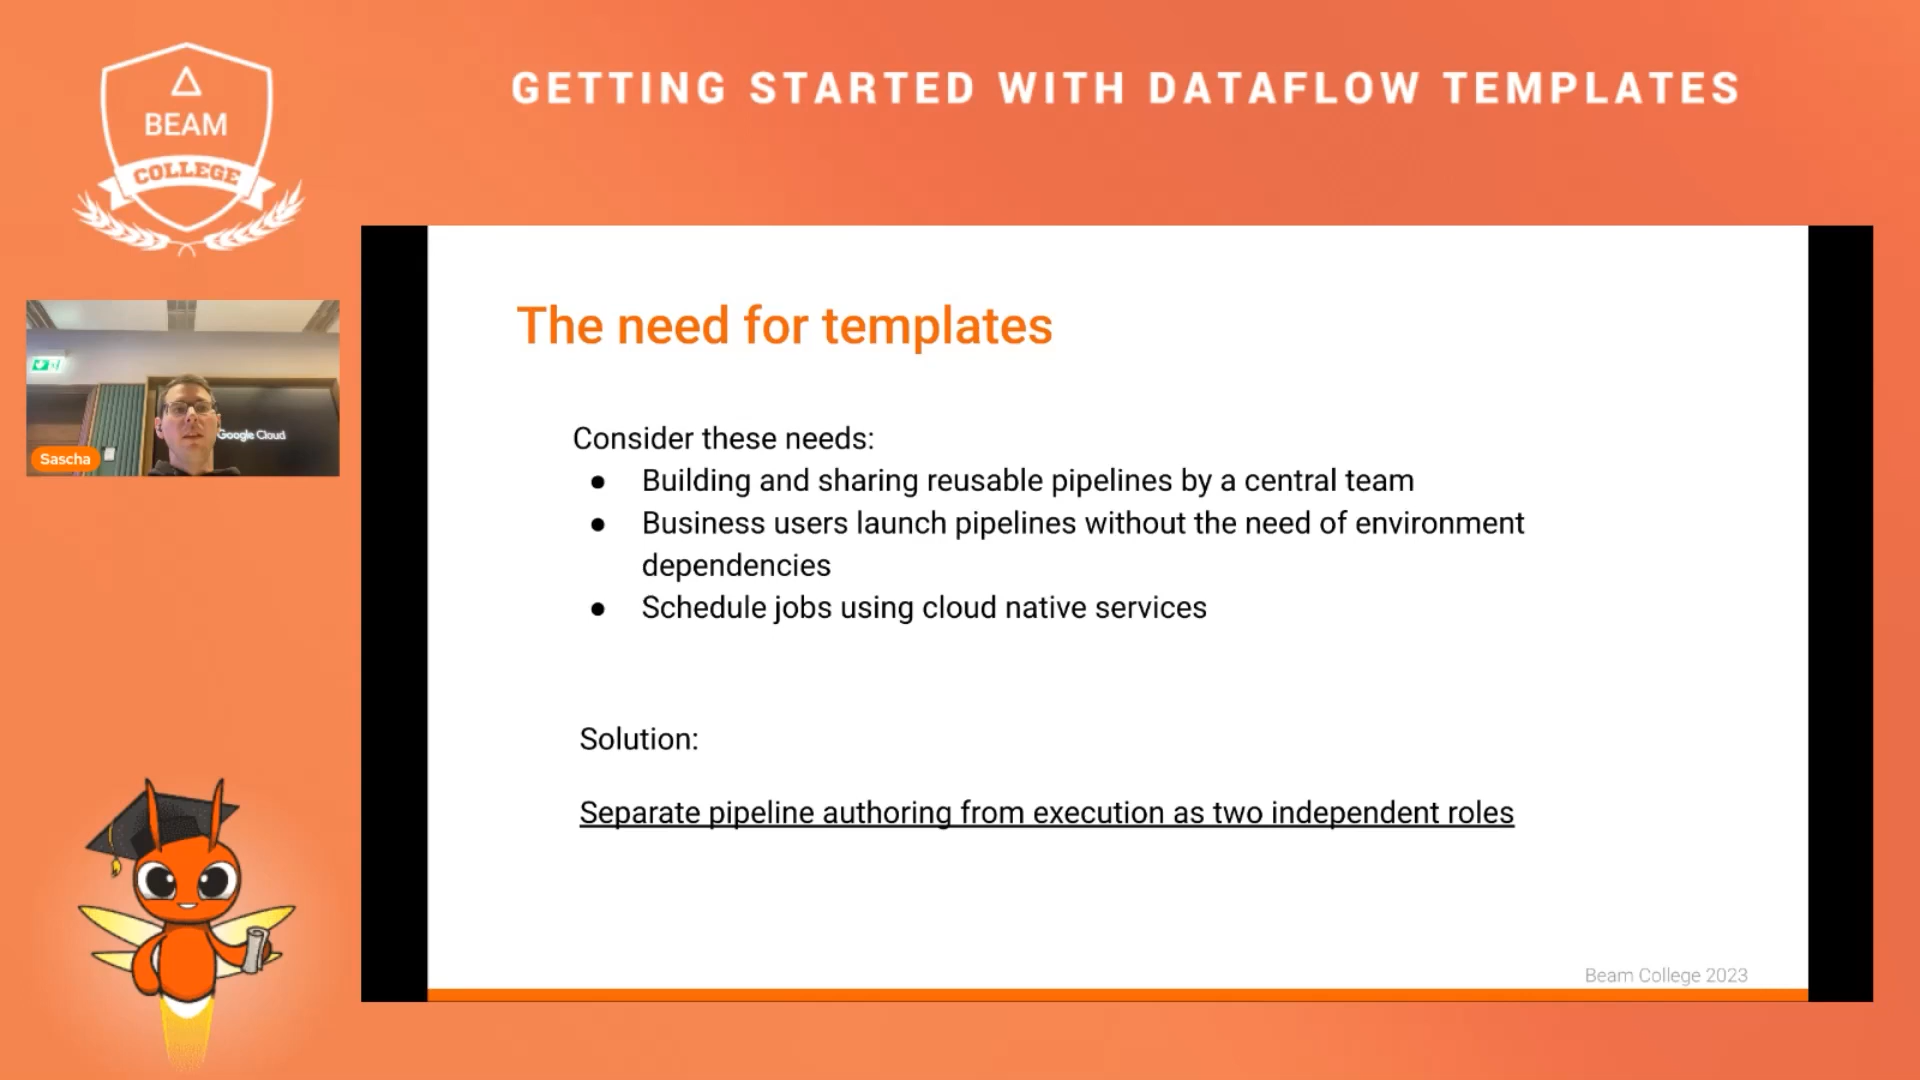 BEAM
COLLEGE
GETTING STARTED WITH DATAFLOW TEMPLATES
Google Cloud
Sascha
The need for templates
Consider these needs:
● Building and sharing reusable pipelines by a central team
● Business users launch pipelines without the need of environment
dependencies
● Schedule jobs using cloud native services
Solution:
Separate pipeline authoring from execution as two independent roles
Beam College 2023